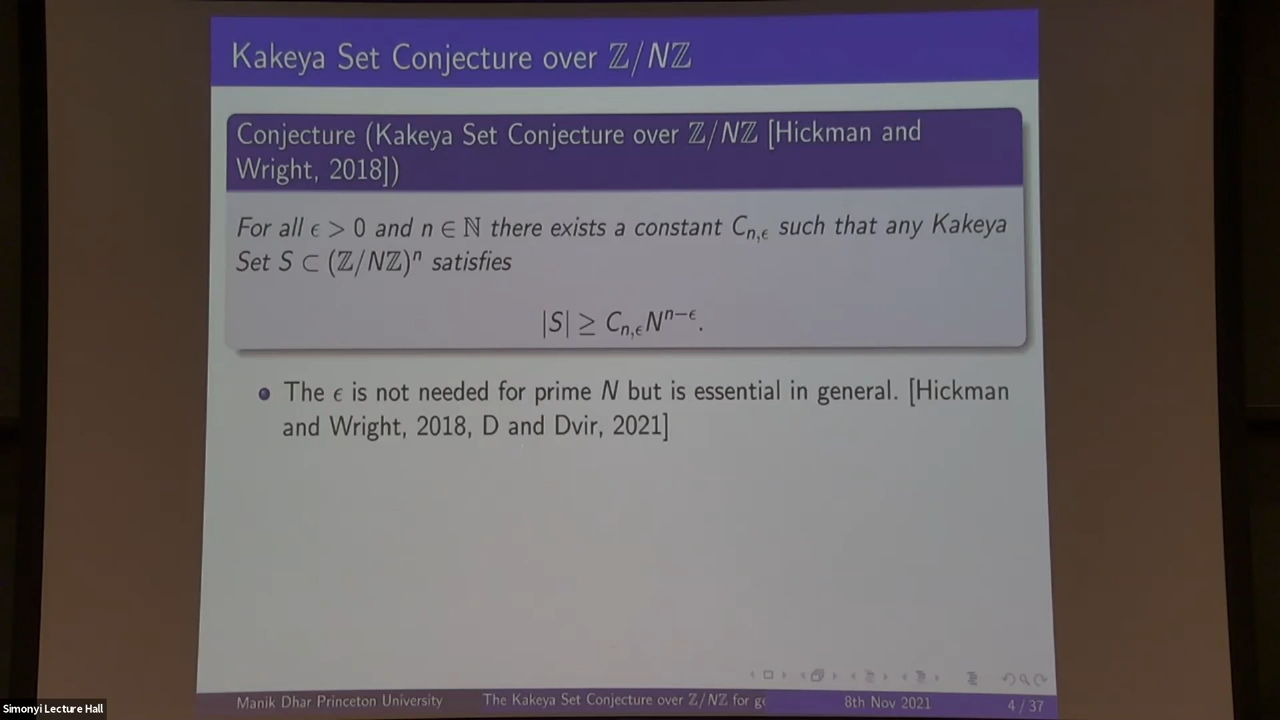 Kakeya Set Conjecture over ℤ/Nℤ
Conjecture (Kakeya Set Conjecture over ℤ/Nℤ [Hickman and
Wright, 2018])
For all ϵ > 0 and n ∈ ℕ there exists a constant Cₙ,ϵ such that any Kakeya
Set S ⊂ (ℤ/Nℤ)ⁿ satisfies
|S| ≥ C_{n,ϵ}N^{n−ϵ}.
The ϵ is not needed for prime N but is essential in general. [Hickman
and Wright, 2018, D and Dvir, 2021]
Manik Dhar Princeton University The Kakeya Set Conjecture over ℤ/Nℤ for ge 8th Nov 2021 4 / 37
Simonyi Lecture Hall